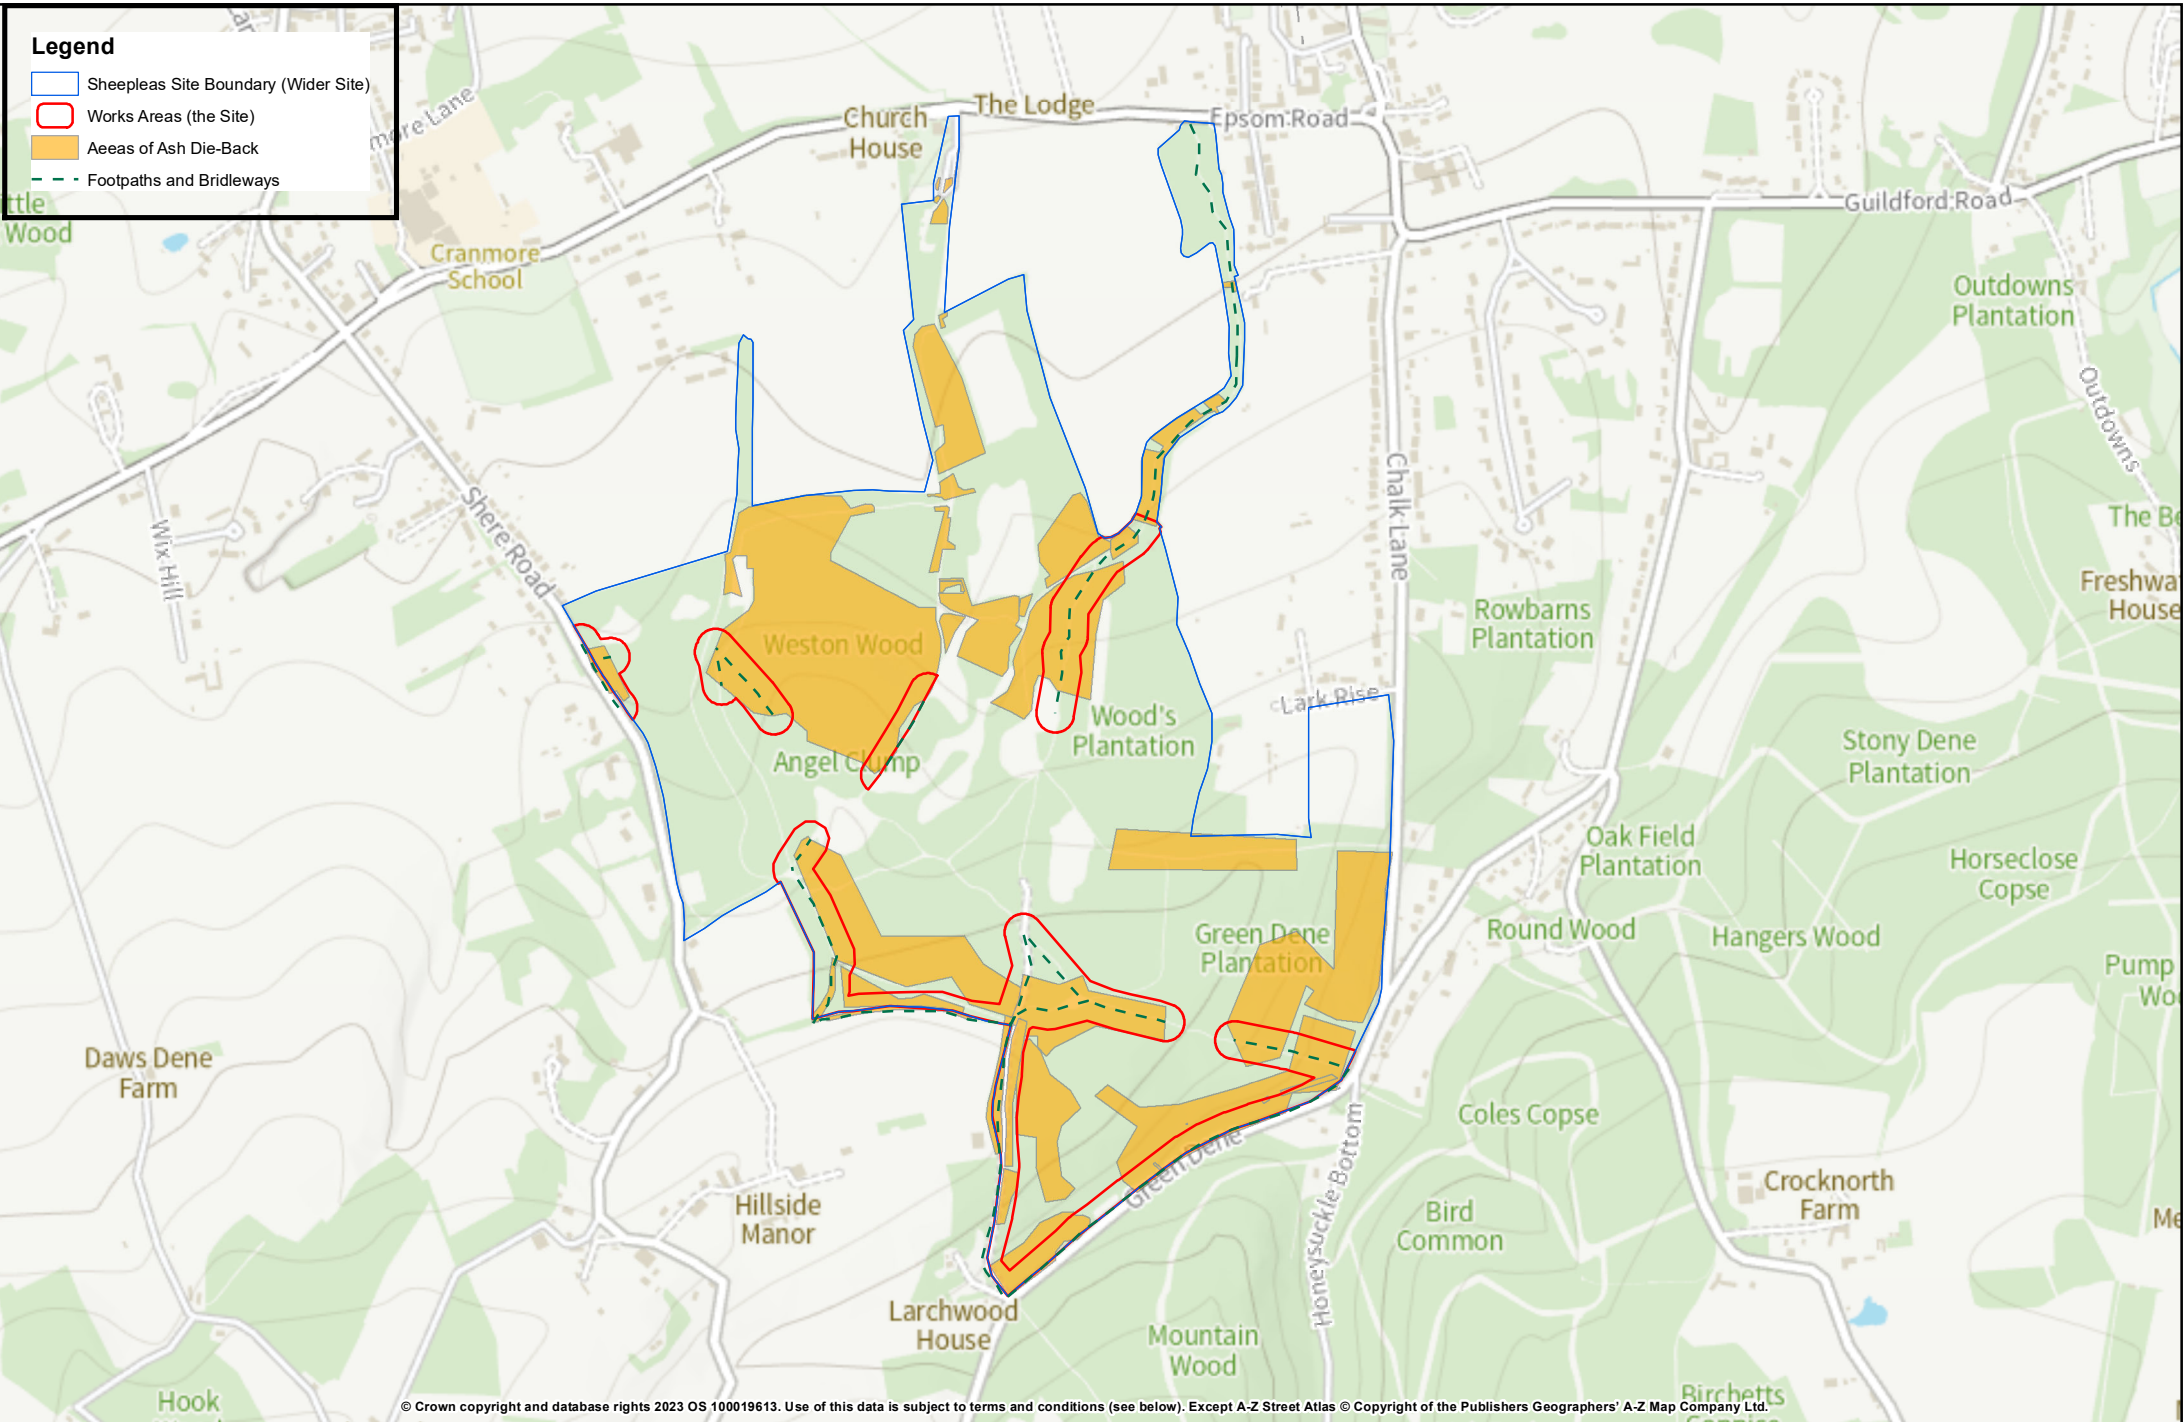 Legend
Sheepleas Site Boundary (Wider Site)
Works Areas (the Site)
Aeeas of Ash Die-Back
Footpaths and Bridleways
more Lane
ttle
Wood
Cranmore
School
Church
House
The Lodge
Epsom Road
Guildford Road
Outdowns
Plantation
Outdowns
Chalk Lane
Shere Road
Wix Hill
The Be
Freshwa
House
Rowbarns
Plantation
Weston Wood
Lark Rise
Wood's
Plantation
Angel Clump
Stony Dene
Plantation
Oak Field
Plantation
Horseclose
Copse
Round Wood
Hangers Wood
Green Dene
Plantation
Pump
Wo
Daws Dene
Farm
Coles Copse
Green Dene
Honeysuckle Bottom
Crocknorth
Farm
Hillside
Manor
Bird
Common
Me
Larchwood
House
Mountain
Wood
Hook
Birchetts
© Crown copyright and database rights 2023 OS 100019613. Use of this data is subject to terms and conditions (see below). Except A-Z Street Atlas © Copyright of the Publishers Geographers' A-Z Map Company Ltd.